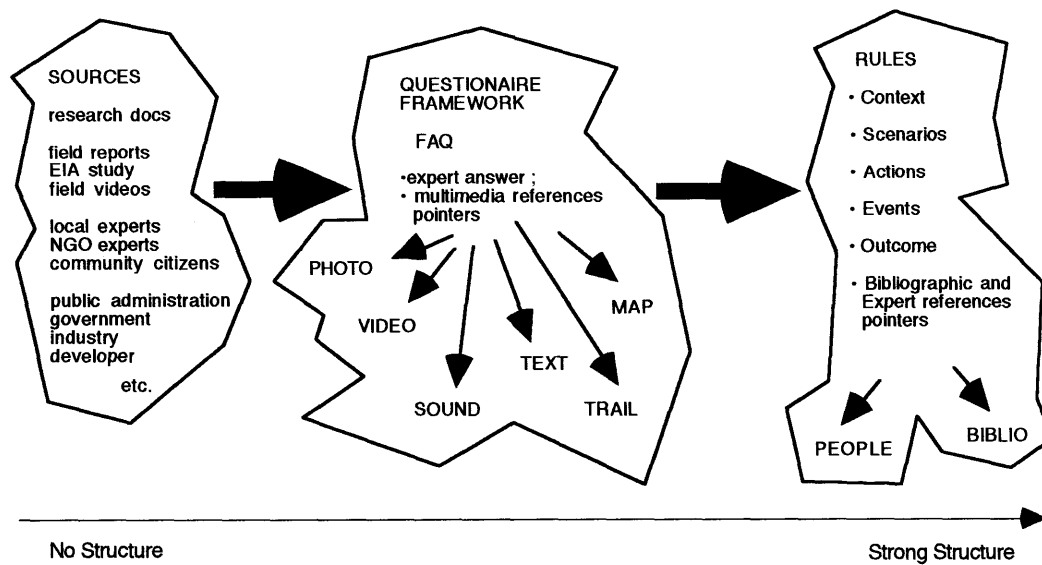 SOURCES
research docs
field reports
EIA study
field videos
local experts
NGO experts
community citizens
public administration
government
industry
developer
etc.
QUESTIONAIRE
FRAMEWORK
FAQ
•expert answer ;
• multimedia references
pointers
PHOTO
VIDEO
SOUND
TEXT
TRAIL
MAP
RULES
• Context
• Scenarios
• Actions
• Events
• Outcome
• Bibliographic and
Expert references
pointers
PEOPLE
BIBLIO
No Structure
Strong Structure